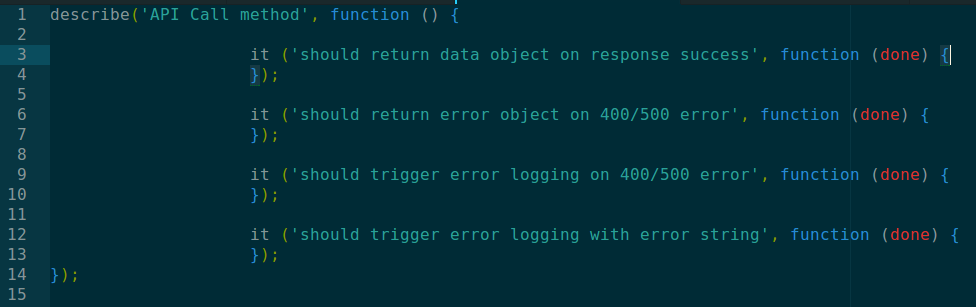 1 describe('API Call method', function () {
2
3 it ('should return data object on response success', function (done) {
4 });
5
6 it ('should return error object on 400/500 error', function (done) {
7 });
8
9 it ('should trigger error logging on 400/500 error', function (done) {
10 });
11
12 it ('should trigger error logging with error string', function (done) {
13 });
14 });
15